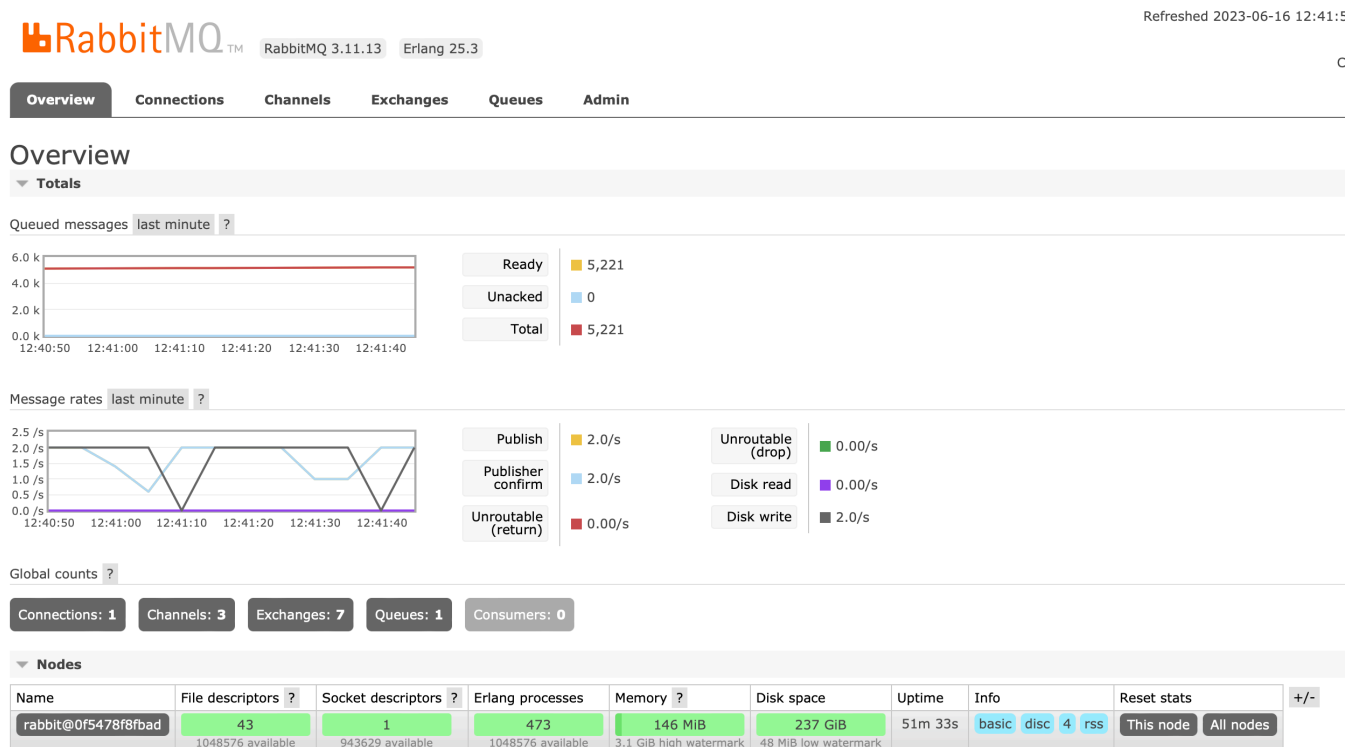 Refreshed 2023-06-16 12:41:5
RabbitMQ TM RabbitMQ 3.11.13 Erlang 25.3
Overview Connections Channels Exchanges Queues Admin
Overview
Totals
Queued messages last minute ?
6.0 k
4.0 k
2.0 k
0.0 k
12:40:50 12:41:00 12:41:10 12:41:20 12:41:30 12:41:40
Ready 5,221
Unacked 0
Total 5,221
Message rates last minute ?
2.5 /s
2.0 /s
1.5 /s
1.0 /s
0.5 /s
0.0 /s
12:40:50 12:41:00 12:41:10 12:41:20 12:41:30 12:41:40
Publish 2.0/s
Publisher
confirm 2.0/s
Unroutable
(return) 0.00/s
Unroutable
(drop) 0.00/s
Disk read 0.00/s
Disk write 2.0/s
Global counts ?
Connections: 1 Channels: 3 Exchanges: 7 Queues: 1 Consumers: 0
Nodes
Name File descriptors ? Socket descriptors ? Erlang processes Memory ? Disk space Uptime Info Reset stats +/-
rabbit@0f5478f8fbad 43 1 473 146 MiB 237 GiB 51m 33s basic disc 4 rss This node All nodes
1048576 available 943629 available 1048576 available 3.1 GiB high watermark 48 MiB low watermark